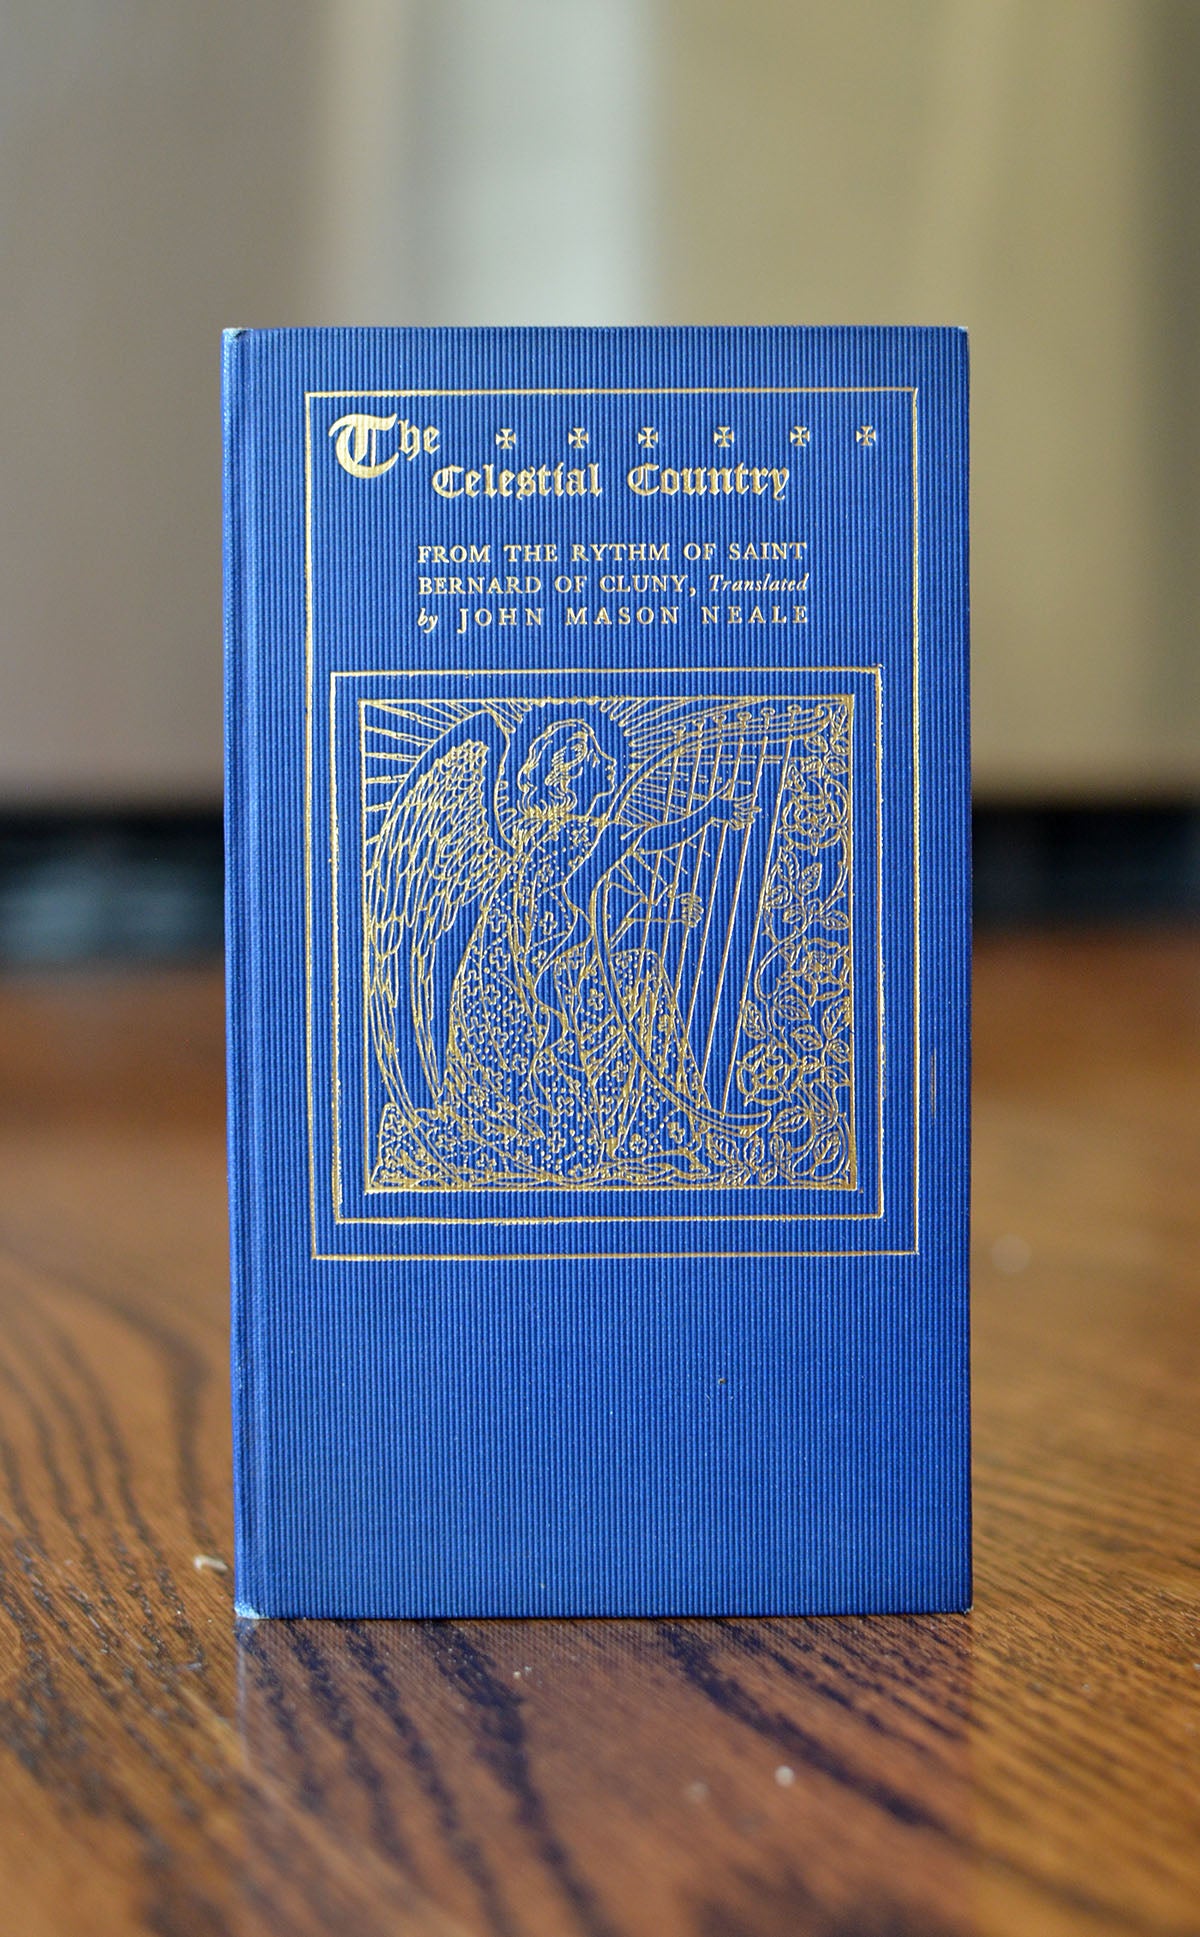 The
Celestial Country
FROM THE RYTHM OF SAINT
BERNARD OF CLUNY, Translated
by JOHN MASON NEALE